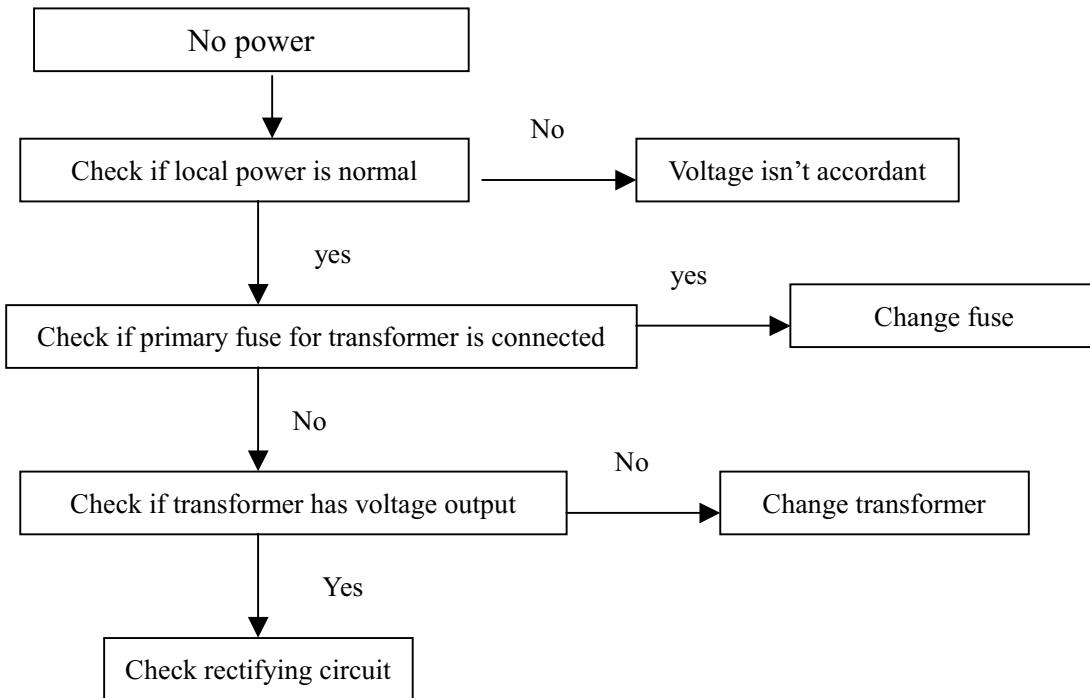 No power
No
Check if local power is normal
Voltage isn’t accordant
yes
yes
Change fuse
Check if primary fuse for transformer is connected
No
No
Check if transformer has voltage output
Change transformer
Yes
Check rectifying circuit